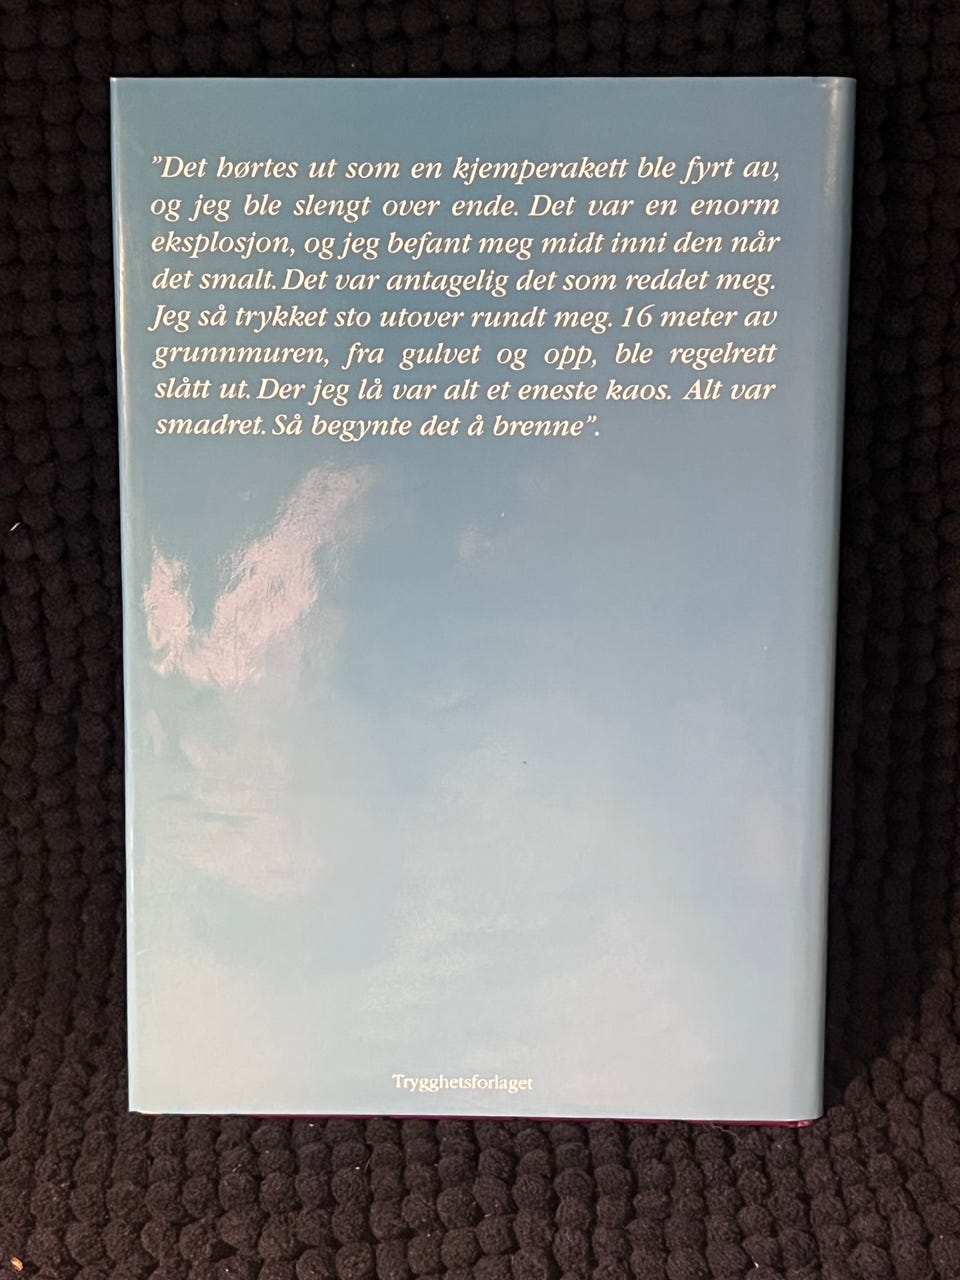 ”Det hørtes ut som en kjemperakett ble fyrt av,
og jeg ble slengt over ende. Det var en enorm
eksplosjon, og jeg befant meg midt inni den når
det smalt. Det var antagelig det som reddet meg.
Jeg så trykket sto utover rundt meg. 16 meter av
grunnmuren, fra gulvet og opp, ble regelrett
slått ut. Der jeg lå var alt et eneste kaos. Alt var
smadret. Så begynte det å brenne”.
Trygghetsforlaget